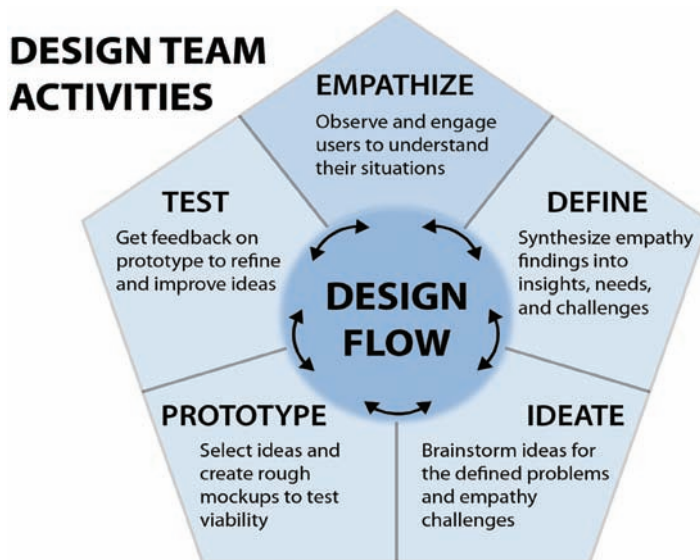 DESIGN TEAM
ACTIVITIES
EMPATHIZE
Observe and engage
users to understand
their situations
TEST
Get feedback on
prototype to refine
and improve ideas
DEFINE
Synthesize empathy
findings into
insights, needs,
and challenges
DESIGN
FLOW
PROTOTYPE
Select ideas and
create rough
mockups to test
viability
IDEATE
Brainstorm ideas for
the defined problems
and empathy
challenges